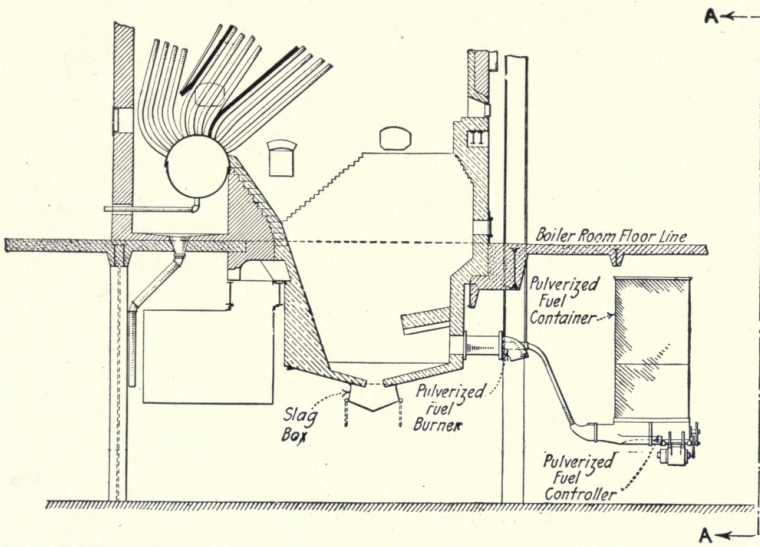 A
Boiler Room Floor Line
Pulverized
Fuel
Container
Slag
Box
Pulverized
Fuel
Burner
Pulverized
Fuel
Controller
A